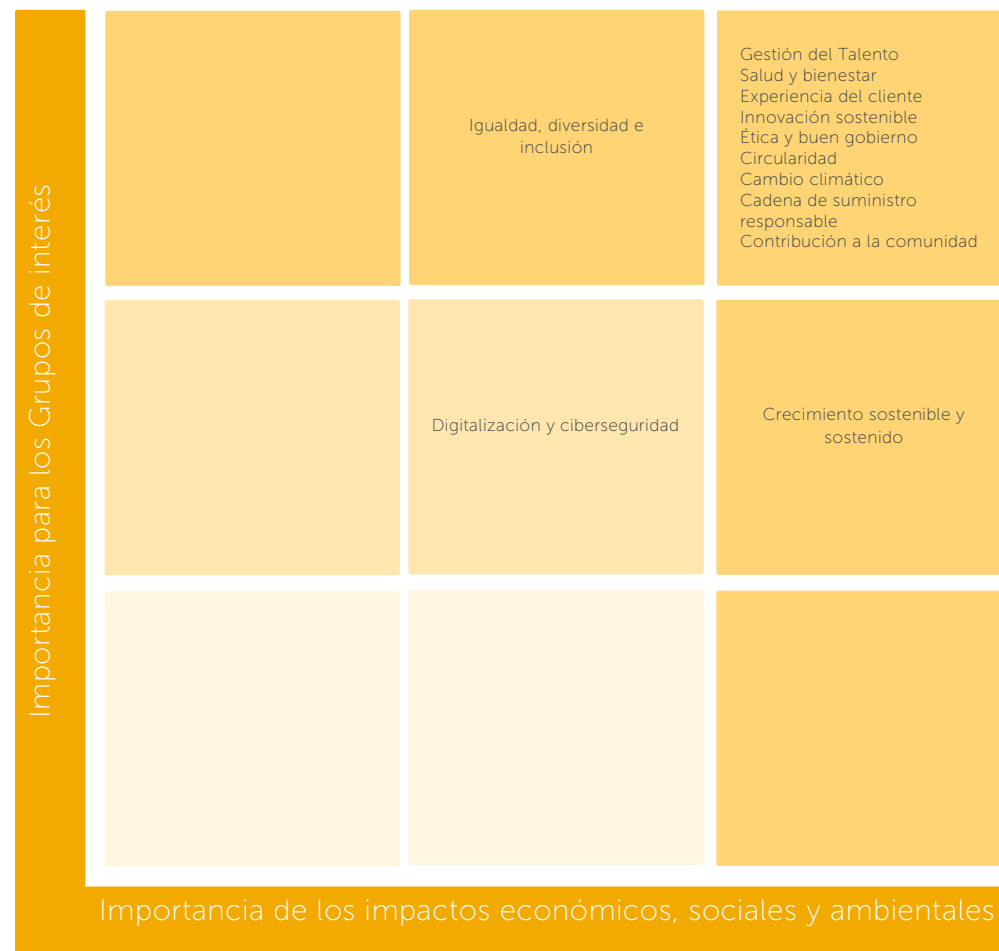 Importancia para los Grupos de interés
Igualdad, diversidad e
inclusión
Gestión del Talento
Salud y bienestar
Experiencia del cliente
Innovación sostenible
Ética y buen gobierno
Circularidad
Cambio climático
Cadena de suministro
responsable
Contribución a la comunidad
Digitalización y ciberseguridad
Crecimiento sostenible y
sostenido
Importancia de los impactos económicos, sociales y ambientales